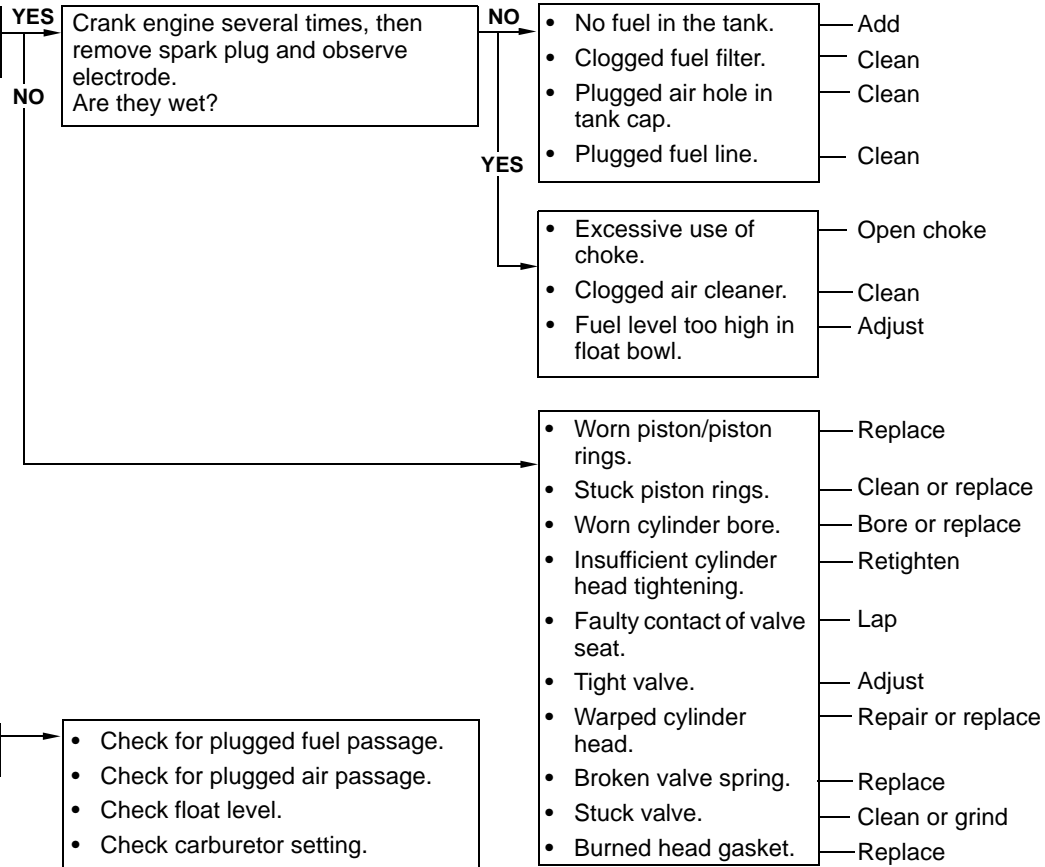 YES
Crank engine several times, then
remove spark plug and observe
electrode.
Are they wet?
NO
NO
• No fuel in the tank.
Add
• Clogged fuel filter.
Clean
• Plugged air hole in
tank cap.
Clean
• Plugged fuel line.
Clean
YES
• Excessive use of
choke.
Open choke
• Clogged air cleaner.
Clean
• Fuel level too high in
float bowl.
Adjust
• Worn piston/piston
rings.
Replace
• Stuck piston rings.
Clean or replace
• Worn cylinder bore.
Bore or replace
• Insufficient cylinder
head tightening.
Retighten
• Faulty contact of valve
seat.
Lap
• Tight valve.
Adjust
• Warped cylinder
head.
Repair or replace
• Broken valve spring.
Replace
• Stuck valve.
Clean or grind
• Burned head gasket.
Replace
• Check for plugged fuel passage.
• Check for plugged air passage.
• Check float level.
• Check carburetor setting.